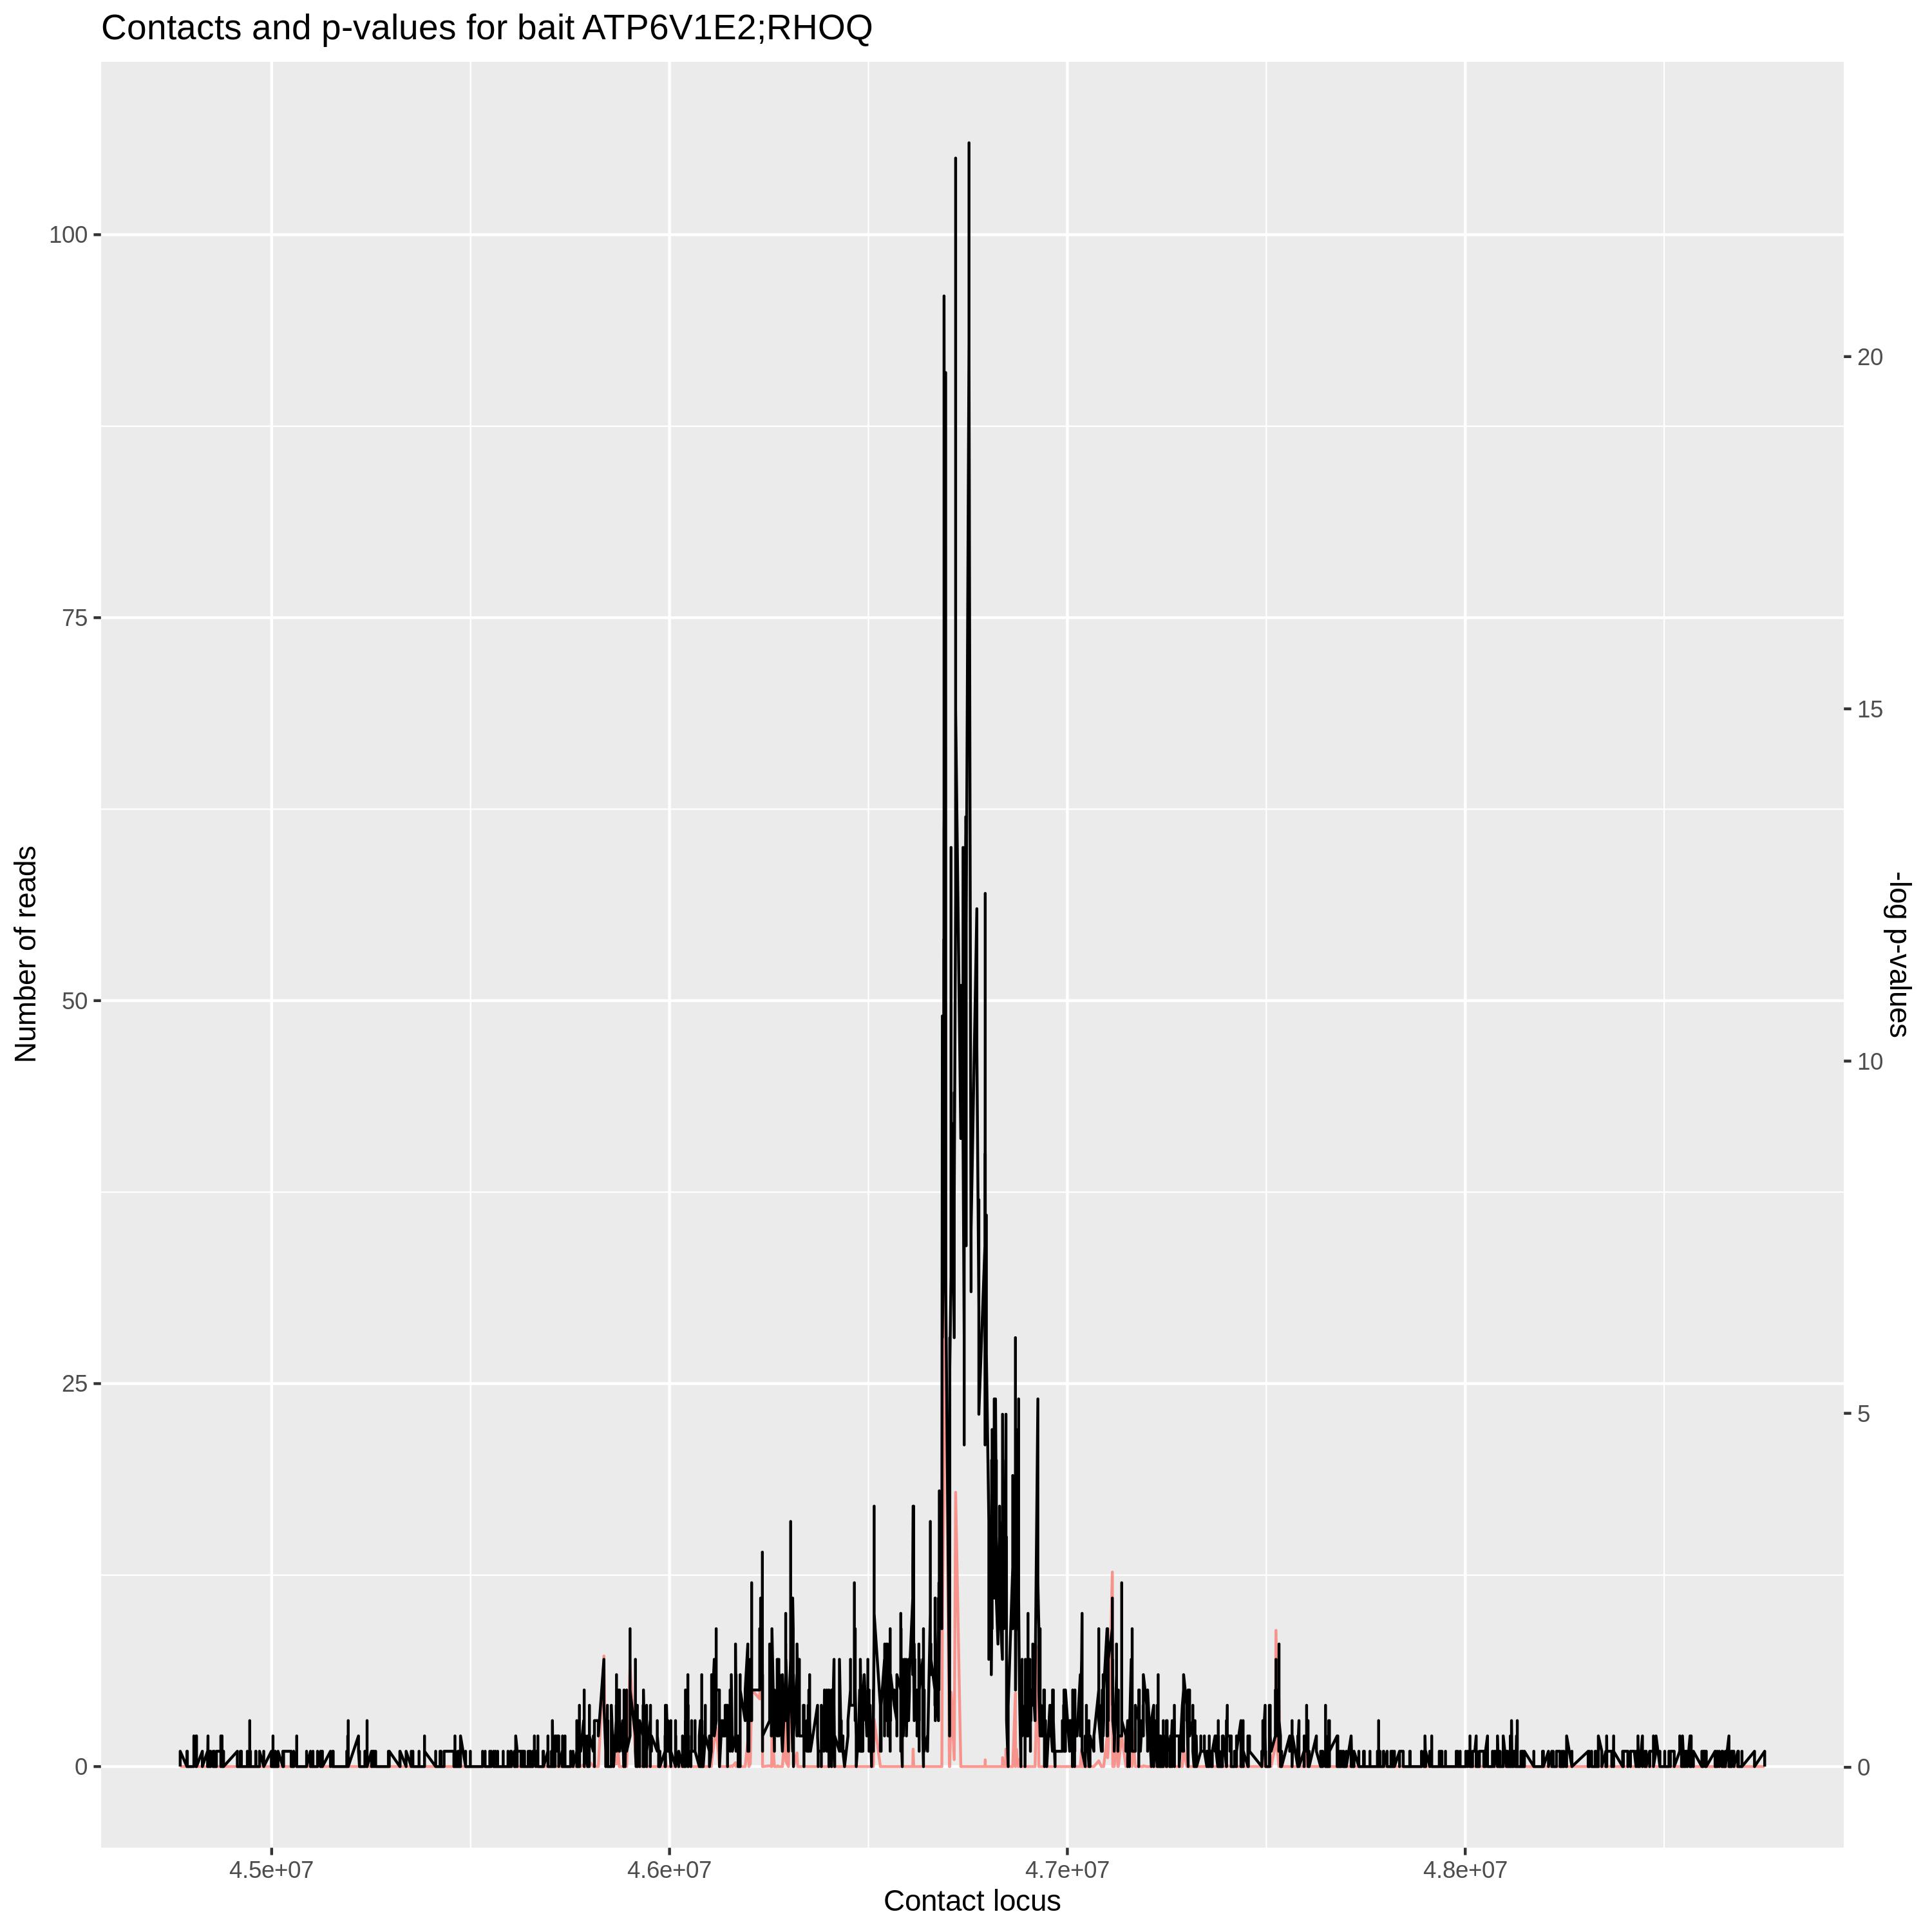 Contacts and p-values for bait ATP6V1E2;RHOQ
100
75
50
25
0
Number of reads
20
15
10
5
0
-log p-values
4.5e+07
4.6e+07
4.7e+07
4.8e+07
Contact locus